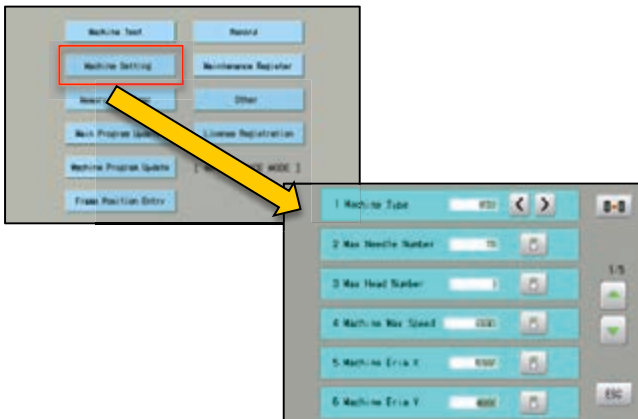 Machine Test
Record
Machine Setting
Maintenance Register
Other
Main Program Update
License Registration
Machine Program Update
MODE ]
Frame Position Entry
1 Machine Type
2 Max Needle Number
3 Max Head Number
1/5
4 Machine Max Speed
5 Machine Eria X
6 Machine Eria Y
ESC